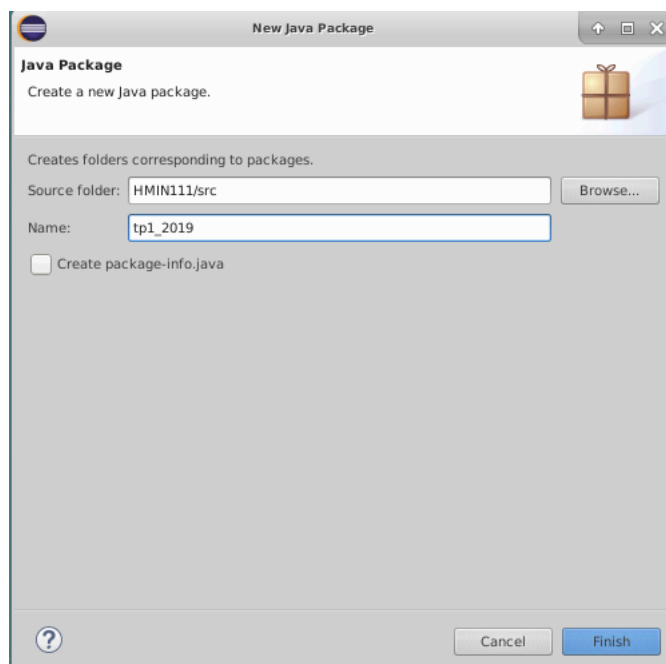 New Java Package
Java Package
Create a new Java package.
Creates folders corresponding to packages.
Source folder: HMIN111/src Browse...
Name: tp1_2019
Create package-info.java
? Cancel Finish